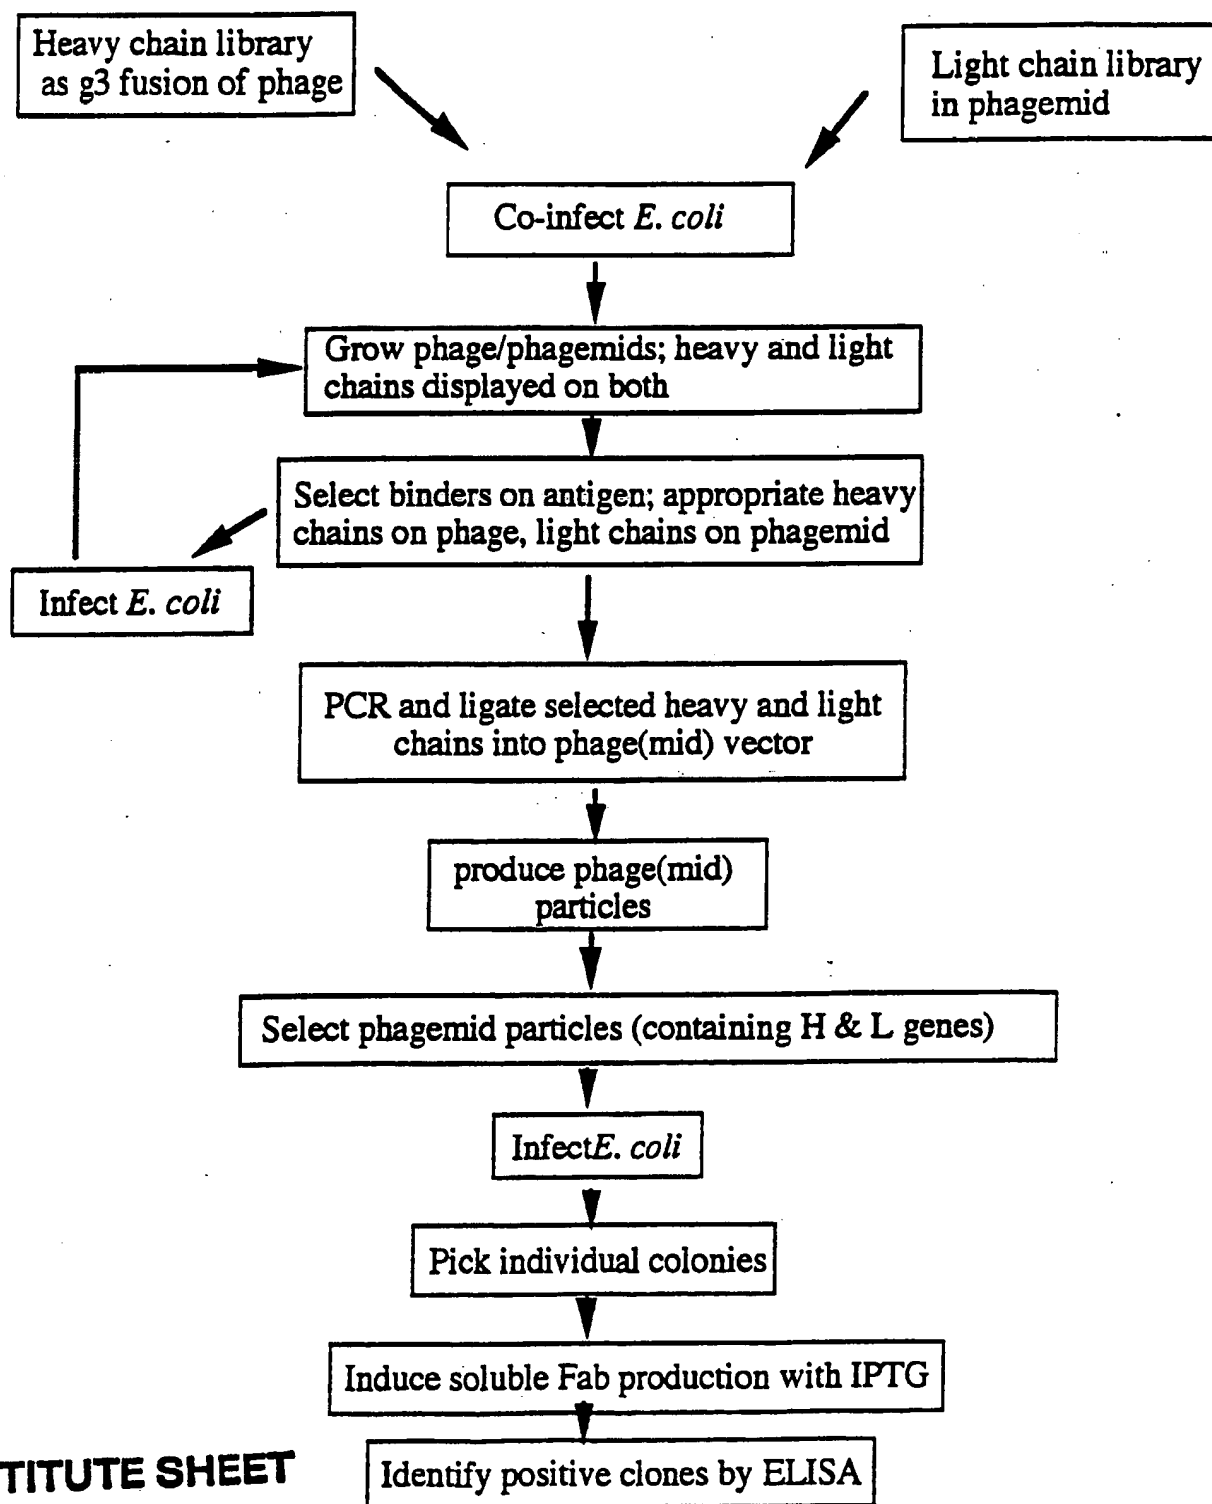 Heavy chain library
as g3 fusion of phage
Light chain library
in phagemid
Co-infect E. coli
Grow phage/phagemids; heavy and light
chains displayed on both
Select binders on antigen; appropriate heavy
chains on phage, light chains on phagemid
Infect E. coli
PCR and ligate selected heavy and light
chains into phage(mid) vector
produce phage(mid)
particles
Select phagemid particles (containing H & L genes)
InfectE. coli
Pick individual colonies
Induce soluble Fab production with IPTG
Identify positive clones by ELISA
TITUTE SHEET